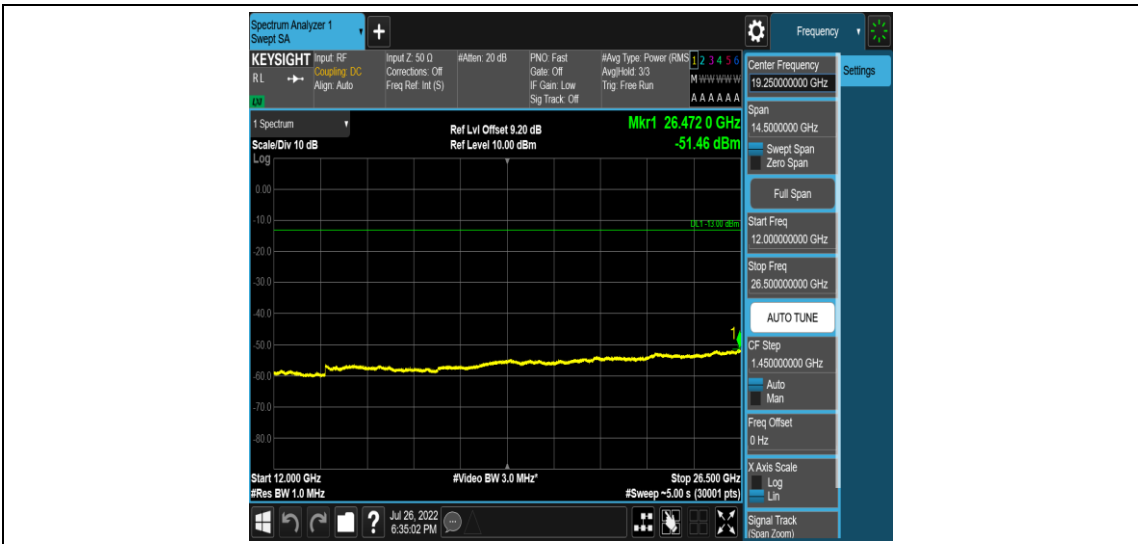 Spectrum Analyzer 1
Swept SA
+
Frequency
KEYSIGHT
RL
LXI
Input: RF
Coupling: DC
Align: Auto
Input Z: 50 Ω
Corrections: Off
Freq Ref: Int (S)
#Atten: 20 dB
PNO: Fast
Gate: Off
IF Gain: Low
Sig Track: Off
#Avg Type: Power (RMS
Avg|Hold: 3/3
Trig: Free Run
1 2 3 4 5 6
M W W W W W
A A A A A A
1 Spectrum
Scale/Div 10 dB
Log
Ref Lvl Offset 9.20 dB
Ref Level 10.00 dBm
Mkr1 26.472 0 GHz
-51.46 dBm
0.00
-10.0
DL1 -13.00 dBm
-20.0
-30.0
-40.0
1
-50.0
-60.0
-70.0
-80.0
Start 12.000 GHz
#Res BW 1.0 MHz
#Video BW 3.0 MHz*
Stop 26.500 GHz
#Sweep ~5.00 s (30001 pts)
?
Jul 26, 2022
6:35:02 PM
Center Frequency
19.250000000 GHz
Settings
Span
14.5000000 GHz
Swept Span
Zero Span
Full Span
Start Freq
12.000000000 GHz
Stop Freq
26.500000000 GHz
AUTO TUNE
CF Step
1.450000000 GHz
Auto
Man
Freq Offset
0 Hz
X Axis Scale
Log
Lin
Signal Track
(Span Zoom)